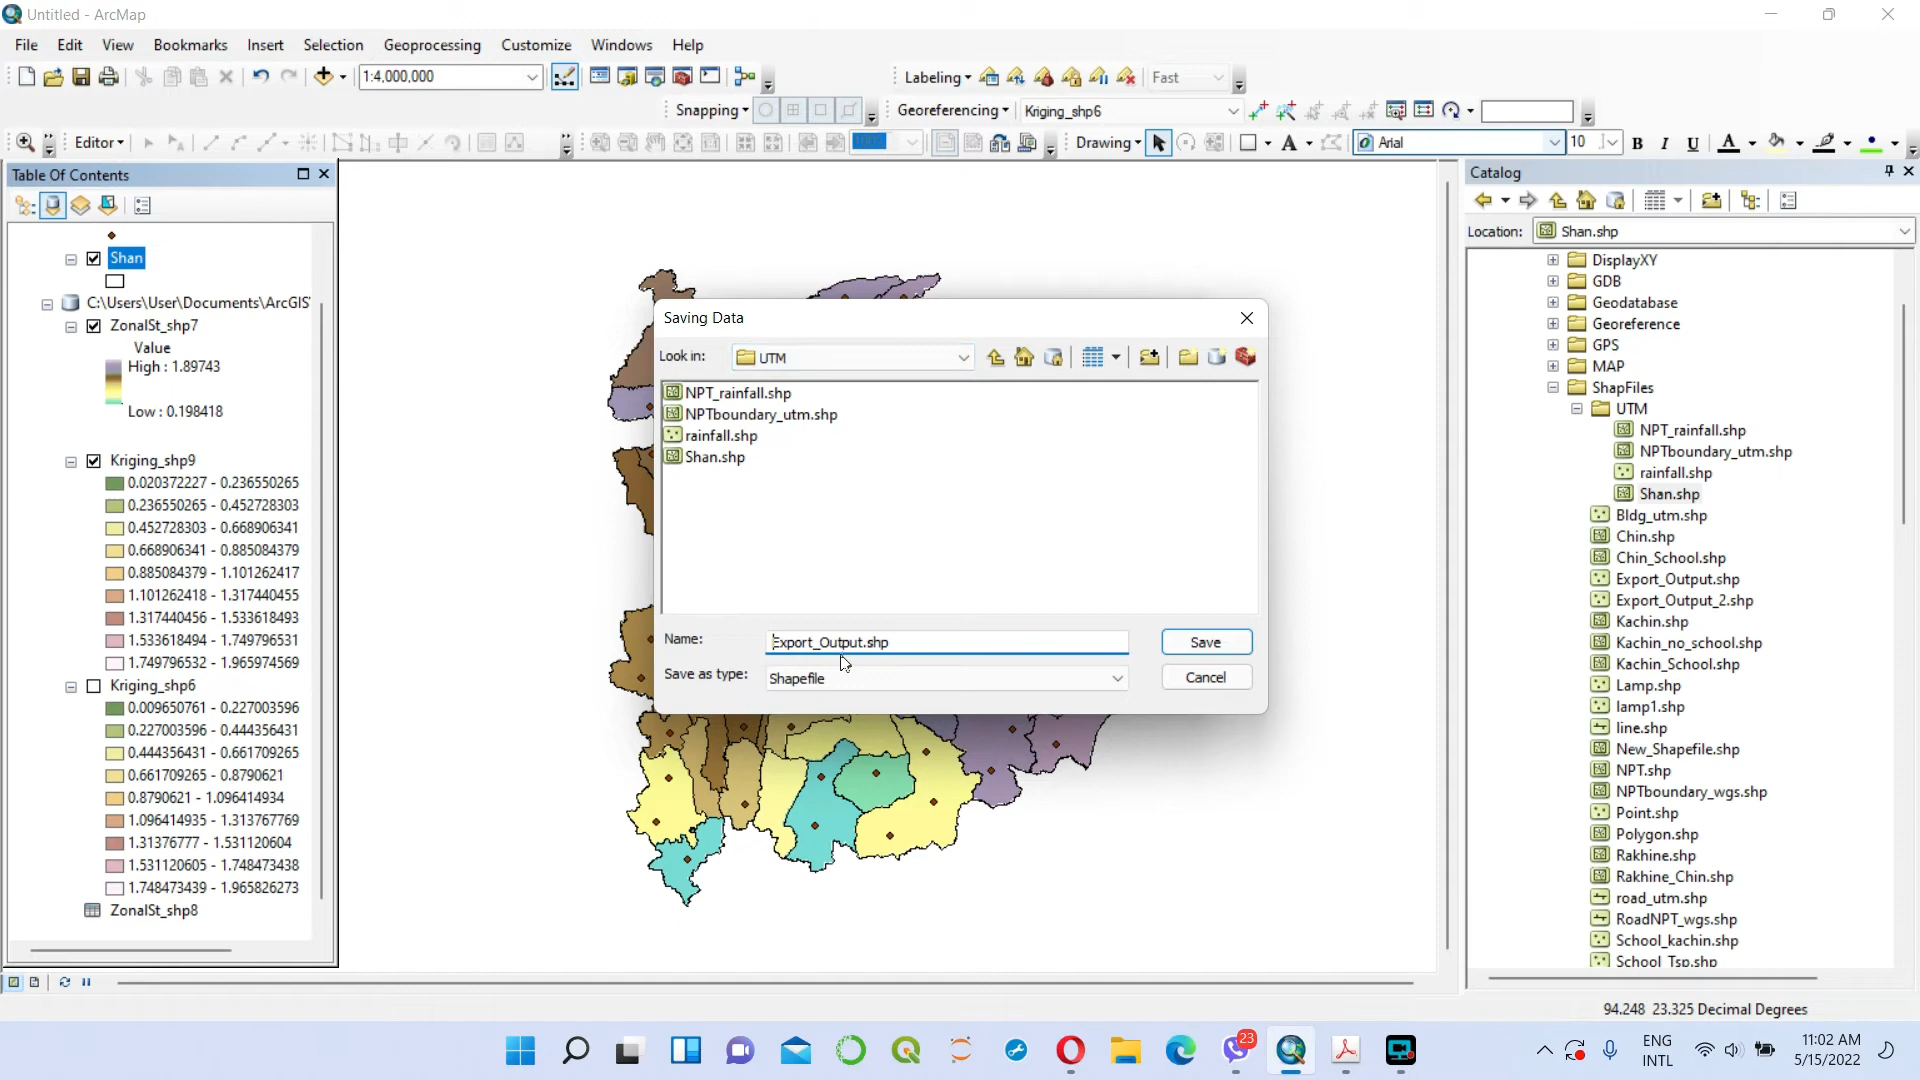 Untitled - ArcMap
File Edit View Bookmarks Insert Selection Geoprocessing Customize Windows Help
1:4,000,000 Labeling Fast
Snapping Georeferencing Kriging_shp6
Editor Drawing A Arial 10 B I U A
Table Of Contents
Shan
C:\Users\User\Documents\ArcGIS'
ZonalSt_shp7
Value
High : 1.89743
Low : 0.198418
Kriging_shp9
0.020372227 - 0.236550265
0.236550265 - 0.452728303
0.452728303 - 0.668906341
0.668906341 - 0.885084379
0.885084379 - 1.101262417
1.101262418 - 1.317440455
1.317440456 - 1.533618493
1.533618494 - 1.749796531
1.749796532 - 1.965974569
Kriging_shp6
0.009650761 - 0.227003596
0.227003596 - 0.444356431
0.444356431 - 0.661709265
0.661709265 - 0.8790621
0.8790621 - 1.096414934
1.096414935 - 1.313767769
1.31376777 - 1.531120604
1.531120605 - 1.748473438
1.748473439 - 1.965826273
ZonalSt_shp8
Saving Data
Look in: UTM
NPT_rainfall.shp
NPTboundary_utm.shp
rainfall.shp
Shan.shp
Name: Export_Output.shp Save
Save as type: Shapefile Cancel
Catalog
Location: Shan.shp
DisplayXY
GDB
Geodatabase
Georeference
GPS
MAP
ShapFiles
UTM
NPT_rainfall.shp
NPTboundary_utm.shp
rainfall.shp
Shan.shp
Bldg_utm.shp
Chin.shp
Chin_School.shp
Export_Output.shp
Export_Output_2.shp
Kachin.shp
Kachin_no_school.shp
Kachin_School.shp
Lamp.shp
lamp1.shp
line.shp
New_Shapefile.shp
NPT.shp
NPTboundary_wgs.shp
Point.shp
Polygon.shp
Rakhine.shp
Rakhine_Chin.shp
road_utm.shp
RoadNPT_wgs.shp
School_kachin.shp
School_Tsp.shp
94.248 23.325 Decimal Degrees
23 ENG 11:02 AM
INTL 5/15/2022